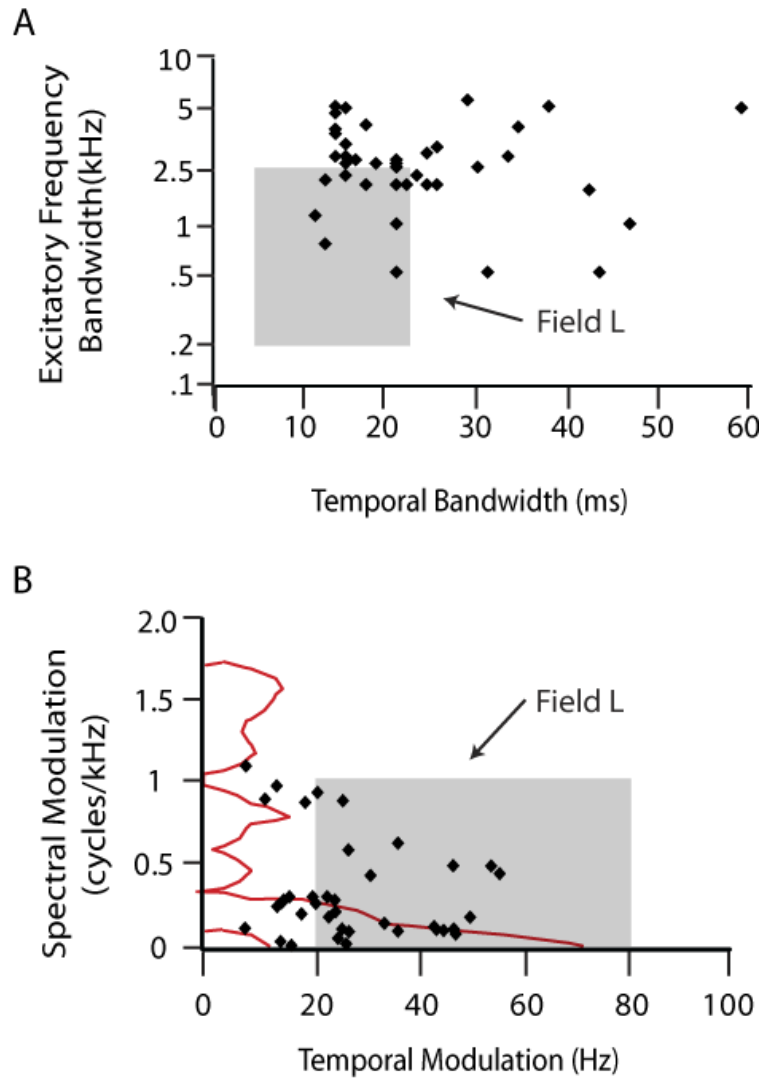 A
Excitatory Frequency
Bandwidth(kHz)
10
5
2.5
1
.5
.2
.1
Field L
0 10 20 30 40 50 60
Temporal Bandwidth (ms)
B
Spectral Modulation
(cycles/kHz)
2.0
1.5
1
0.5
0
Field L
0 20 40 60 80 100
Temporal Modulation (Hz)